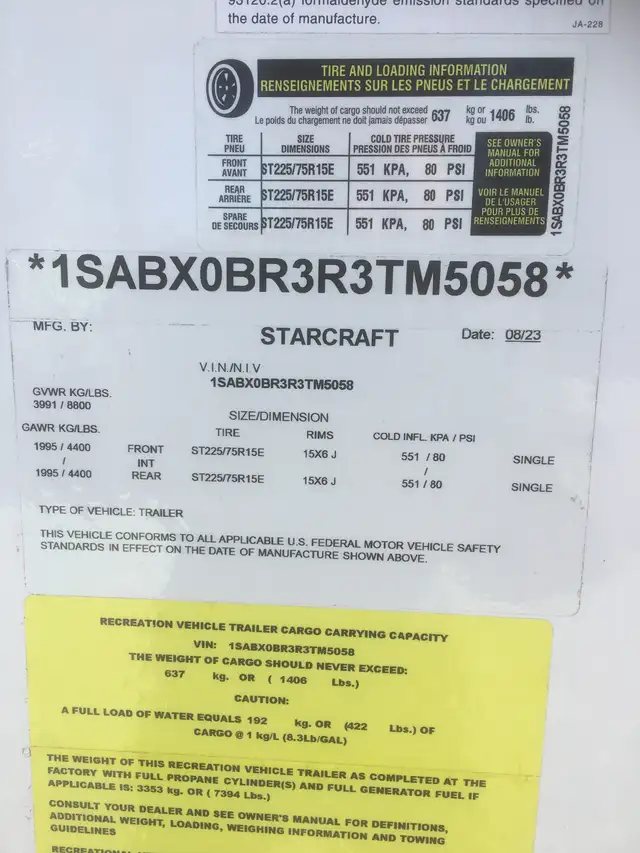 93120.2(a) formaldehyde emission standards specified on
the date of manufacture.
JA-228
TIRE AND LOADING INFORMATION
RENSEIGNEMENTS SUR LES PNEUS ET LE CHARGEMENT
The weight of cargo should not exceed 637 kg or 1406 lbs.
Le poids du chargement ne doit jamais dépasser kg ou lb.
TIRE SIZE COLD TIRE PRESSURE
PNEU DIMENSIONS PRESSION DES PNEUS À FROID
FRONT
AVANT ST225/75R15E 551 KPA, 80 PSI
REAR
ARRIÈRE ST225/75R15E 551 KPA, 80 PSI
SPARE
DE SECOURS ST225/75R15E 551 KPA, 80 PSI
SEE OWNER'S
MANUAL FOR
ADDITIONAL
INFORMATION
VOIR LE MANUEL
DE L'USAGER
POUR PLUS DE
RENSEIGNEMENTS
1SABX0BR3R3TM5058
*1SABX0BR3R3TM5058*
MFG. BY: STARCRAFT Date: 08/23
V.I.N./N.I.V
1SABX0BR3R3TM5058
GVWR KG/LBS.
3991 / 8800
SIZE/DIMENSION
GAWR KG/LBS. TIRE RIMS COLD INFL. KPA / PSI
1995 / 4400 FRONT ST225/75R15E 15X6 J 551 / 80 SINGLE
/ INT /
1995 / 4400 REAR ST225/75R15E 15X6 J 551 / 80 SINGLE
TYPE OF VEHICLE: TRAILER
THIS VEHICLE CONFORMS TO ALL APPLICABLE U.S. FEDERAL MOTOR VEHICLE SAFETY
STANDARDS IN EFFECT ON THE DATE OF MANUFACTURE SHOWN ABOVE.
RECREATION VEHICLE TRAILER CARGO CARRYING CAPACITY
VIN: 1SABX0BR3R3TM5058
THE WEIGHT OF CARGO SHOULD NEVER EXCEED:
637 kg. OR ( 1406 Lbs.)
CAUTION:
A FULL LOAD OF WATER EQUALS 192 kg. OR (422 Lbs.) OF
CARGO @ 1 kg/L (8.3Lb/GAL)
THE WEIGHT OF THIS RECREATION VEHICLE TRAILER AS COMPLETED AT THE
FACTORY WITH FULL PROPANE CYLINDER(S) AND FULL GENERATOR FUEL IF
APPLICABLE IS: 3353 kg. OR ( 7394 Lbs.)
CONSULT YOUR DEALER AND SEE OWNER'S MANUAL FOR DEFINITIONS,
ADDITIONAL WEIGHT, LOADING, WEIGHING INFORMATION AND TOWING
GUIDELINES